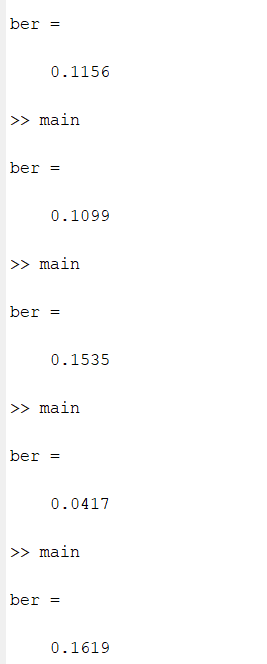 ber =
0.1156
>> main
ber =
0.1099
>> main
ber =
0.1535
>> main
ber =
0.0417
>> main
ber =
0.1619